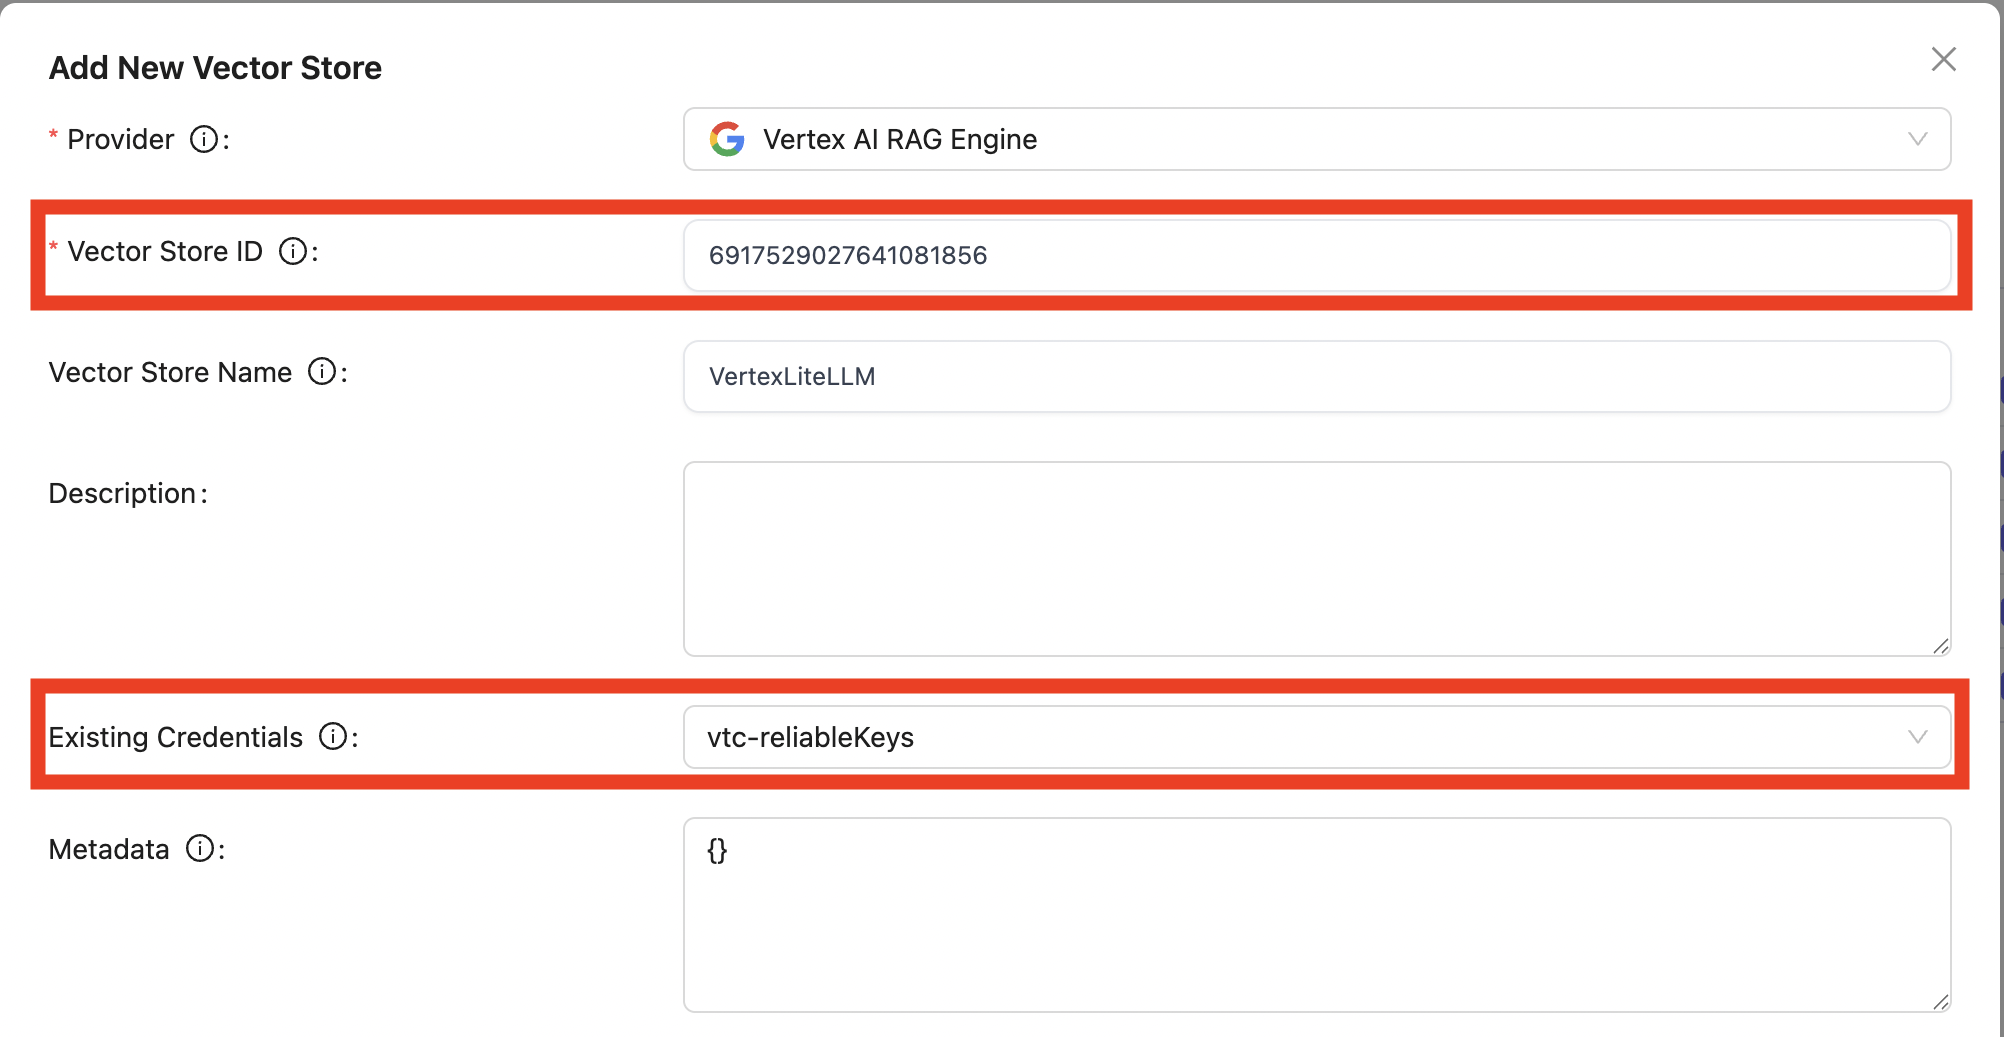 Add New Vector Store
* Provider ⓘ: Vertex AI RAG Engine
* Vector Store ID ⓘ: 6917529027641081856
Vector Store Name ⓘ: VertexLiteLLM
Description:
Existing Credentials ⓘ: vtc-reliableKeys
Metadata ⓘ: {}